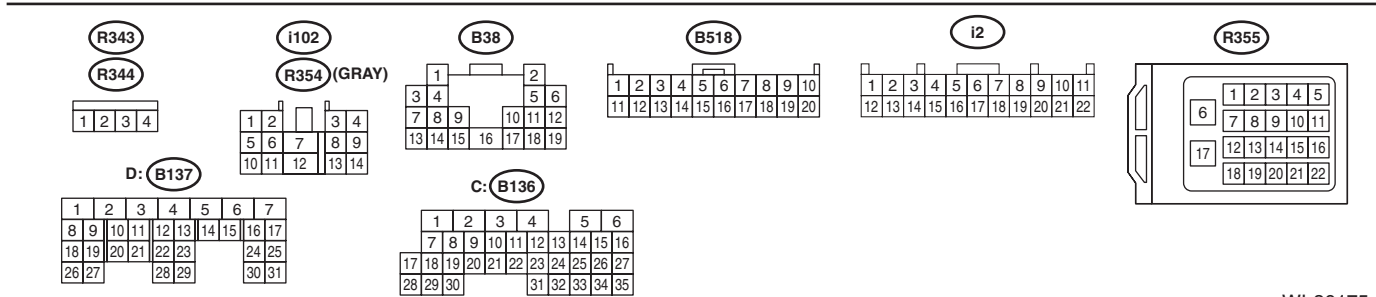 R343
R344
1 2 3 4
i102
R354 (GRAY)
1 2 3 4
5 6 7 8 9
10 11 12 13 14
B38
1 2
3 4 5 6
7 8 9 10 11 12
13 14 15 16 17 18 19
B518
1 2 3 4 5 6 7 8 9 10
11 12 13 14 15 16 17 18 19 20
i2
1 2 3 4 5 6 7 8 9 10 11
12 13 14 15 16 17 18 19 20 21 22
R355
1 2 3 4 5
6
7 8 9 10 11
12 13 14 15 16
17
18 19 20 21 22
D: B137
1 2 3 4 5 6 7
8 9 10 11 12 13 14 15 16 17
18 19 20 21 22 23 24 25
26 27 28 29 30 31
C: B136
1 2 3 4 5 6
7 8 9 10 11 12 13 14 15 16
17 18 19 20 21 22 23 24 25 26 27
28 29 30 31 32 33 34 35